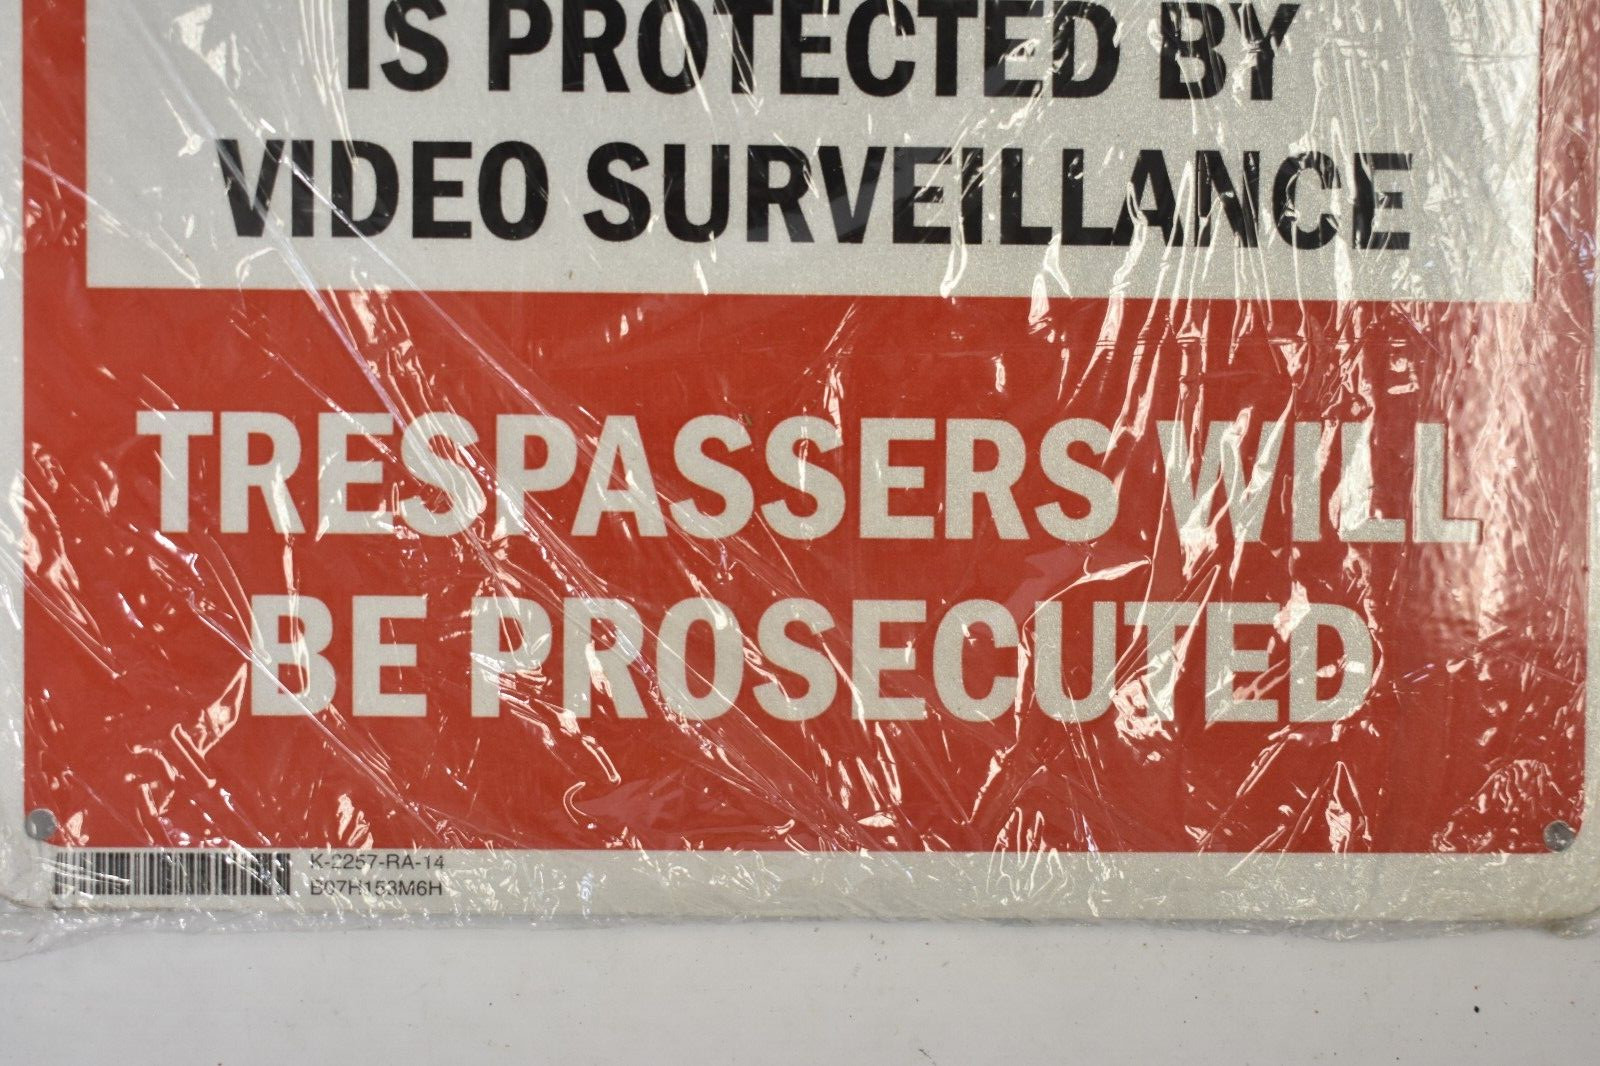 IS PROTECTED BY
VIDEO SURVEILLANCE
TRESPASSERS WILL
BE PROSECUTED
K-2257-RA-14
B07H153M6H